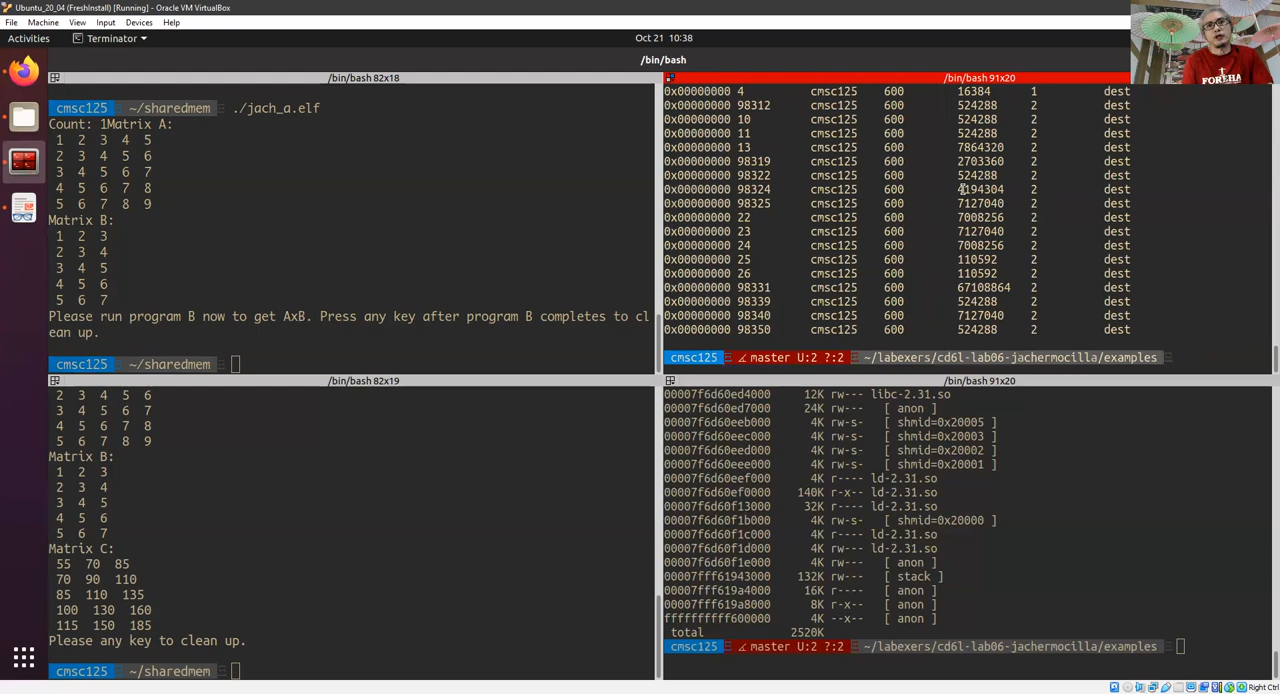 Ubuntu_20_04 (FreshInstall) [Running] - Oracle VM VirtualBox
File Machine View Input Devices Help
Activities Terminator Oct 21 10:38
/bin/bash
/bin/bash 82x18
cmsc125 ~/sharedmem ./jach_a.elf
Count: 1Matrix A:
1 2 3 4 5
2 3 4 5 6
3 4 5 6 7
4 5 6 7 8
5 6 7 8 9
Matrix B:
1 2 3
2 3 4
3 4 5
4 5 6
5 6 7
Please run program B now to get AxB. Press any key after program B completes to cl
ean up.
cmsc125 ~/sharedmem
/bin/bash 91x20
0x00000000 4 cmsc125 600 16384 1 dest
0x00000000 98312 cmsc125 600 524288 2 dest
0x00000000 10 cmsc125 600 524288 2 dest
0x00000000 11 cmsc125 600 524288 2 dest
0x00000000 13 cmsc125 600 7864320 2 dest
0x00000000 98319 cmsc125 600 2703360 2 dest
0x00000000 98322 cmsc125 600 524288 2 dest
0x00000000 98324 cmsc125 600 4194304 2 dest
0x00000000 98325 cmsc125 600 7127040 2 dest
0x00000000 22 cmsc125 600 7008256 2 dest
0x00000000 23 cmsc125 600 7127040 2 dest
0x00000000 24 cmsc125 600 7008256 2 dest
0x00000000 25 cmsc125 600 110592 2 dest
0x00000000 26 cmsc125 600 110592 2 dest
0x00000000 98331 cmsc125 600 67108864 2 dest
0x00000000 98339 cmsc125 600 524288 2 dest
0x00000000 98340 cmsc125 600 7127040 2 dest
0x00000000 98350 cmsc125 600 524288 2 dest
cmsc125 master U:2 ?:2 ~/labexers/cd6l-lab06-jachermocilla/examples
/bin/bash 82x19
2 3 4 5 6
3 4 5 6 7
4 5 6 7 8
5 6 7 8 9
Matrix B:
1 2 3
2 3 4
3 4 5
4 5 6
5 6 7
Matrix C:
55 70 85
70 90 110
85 110 135
100 130 160
115 150 185
Please any key to clean up.
cmsc125 ~/sharedmem
/bin/bash 91x20
00007f6d60ed4000 12K rw--- libc-2.31.so
00007f6d60ed7000 24K rw--- [ anon ]
00007f6d60eeb000 4K rw-s- [ shmid=0x20005 ]
00007f6d60eec000 4K rw-s- [ shmid=0x20003 ]
00007f6d60eed000 4K rw-s- [ shmid=0x20002 ]
00007f6d60eee000 4K rw-s- [ shmid=0x20001 ]
00007f6d60eef000 4K r---- ld-2.31.so
00007f6d60ef0000 140K r-x-- ld-2.31.so
00007f6d60f13000 32K r---- ld-2.31.so
00007f6d60f1b000 4K rw-s- [ shmid=0x20000 ]
00007f6d60f1c000 4K r---- ld-2.31.so
00007f6d60f1d000 4K rw--- ld-2.31.so
00007f6d60f1e000 4K rw--- [ anon ]
00007fff61943000 132K rw--- [ stack ]
00007fff619a4000 16K r---- [ anon ]
00007fff619a8000 8K r-x-- [ anon ]
ffffffffff600000 4K --x-- [ anon ]
total 2520K
cmsc125 master U:2 ?:2 ~/labexers/cd6l-lab06-jachermocilla/examples
Right Ctrl